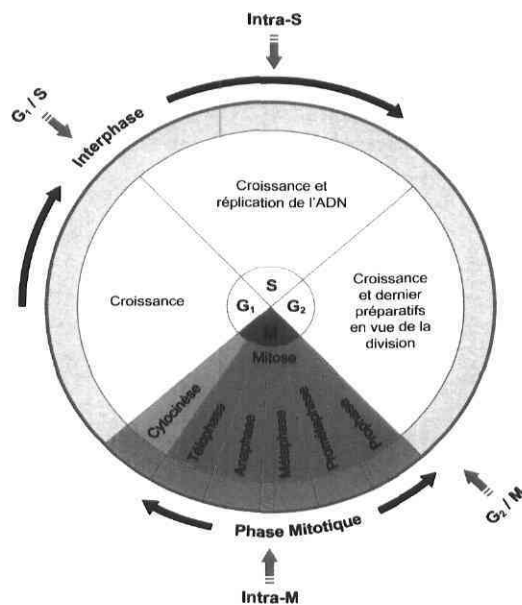 Intra-S
G₁ / S
Interphase
Croissance et
réplication de l'ADN
Croissance
S
G₁
G₂
Croissance
et dernier
préparatifs
en vue de la
division
M
Mitose
Cytocinèse
Télophase
Anaphase
Métaphase
Prométaphase
Prophase
Phase Mitotique
G₂ / M
Intra-M